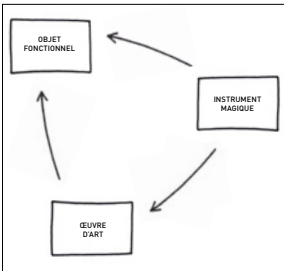 OBJET
FONCTIONNEL
INSTRUMENT
MAGIQUE
ŒUVRE
D'ART